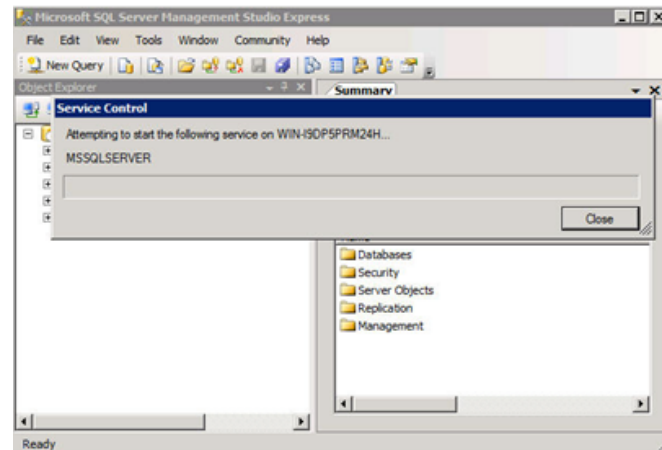 Microsoft SQL Server Management Studio Express
File Edit View Tools Window Community Help
New Query
Object Explorer
Summary
Service Control
Attempting to start the following service on WIN-I9DP5PRM24H...
MSSQLSERVER
Close
Databases
Security
Server Objects
Replication
Management
Ready